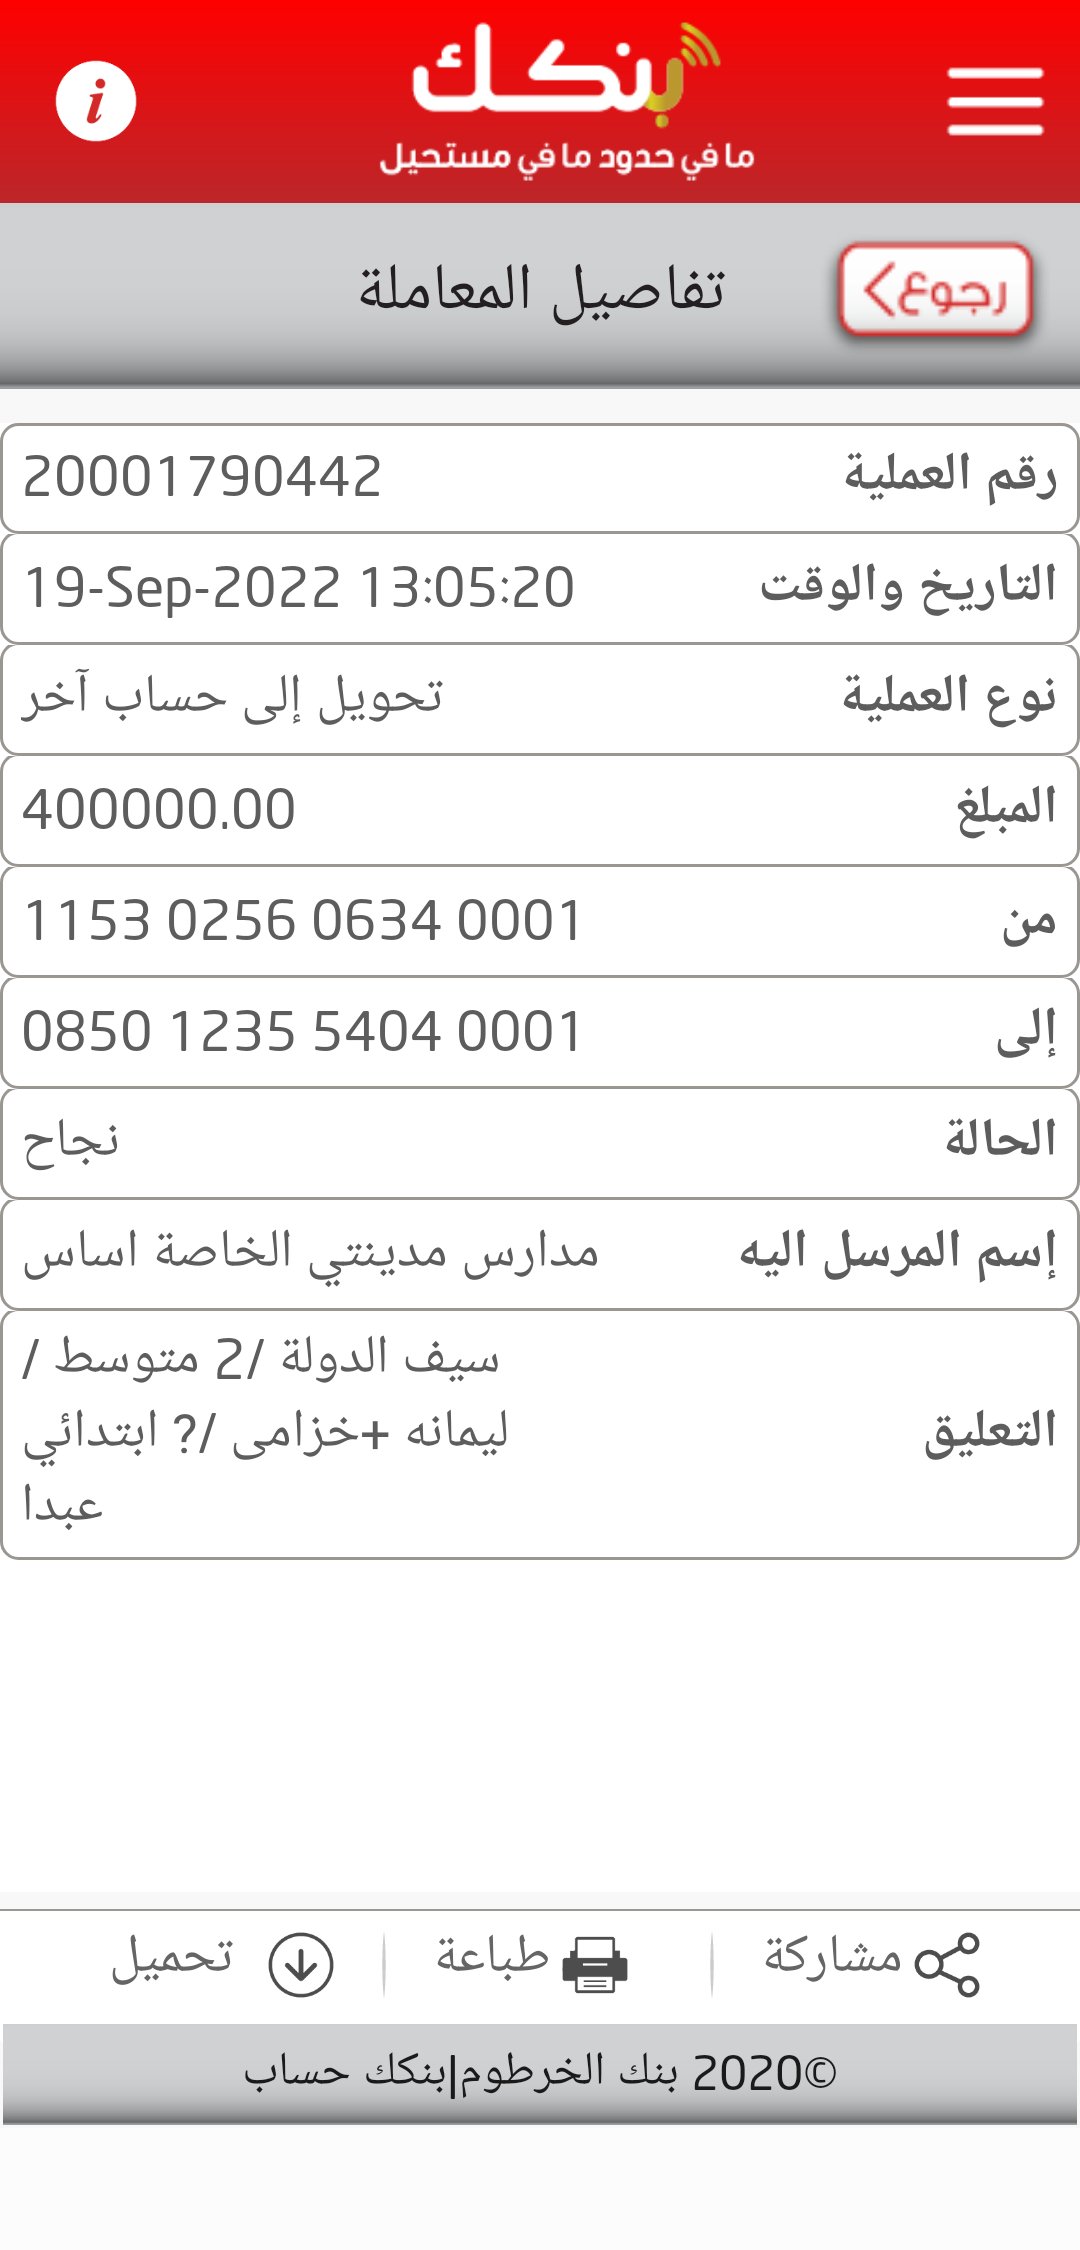 بنكك
ما في حدود ما في مستحيل
رجوع
تفاصيل المعاملة
رقم العملية 20001790442
التاريخ والوقت 19-Sep-2022 13:05:20
نوع العملية تحويل إلى حساب آخر
المبلغ 400000.00
من 1153 0256 0634 0001
إلى 0850 1235 5404 0001
الحالة نجاح
إسم المرسل اليه مدارس مدينتي الخاصة اساس
التعليق
سيف الدولة /2 متوسط /
ليمانه +خزامى /? ابتدائي
عبدا
مشاركة
طباعة
تحميل
©2020 بنك الخرطوم|بنكك حساب